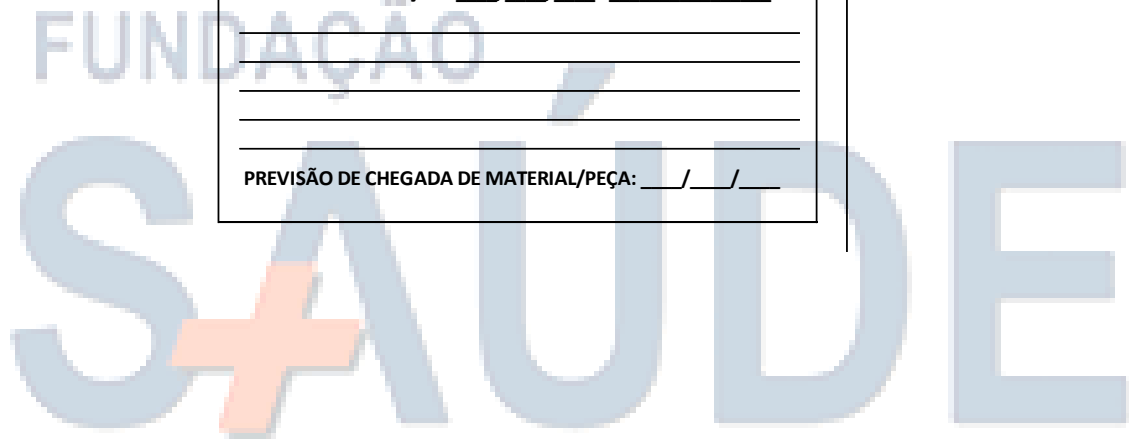 FUNDAÇÃO
PREVISÃO DE CHEGADA DE MATERIAL/PEÇA: ____/____/____
SAÚDE